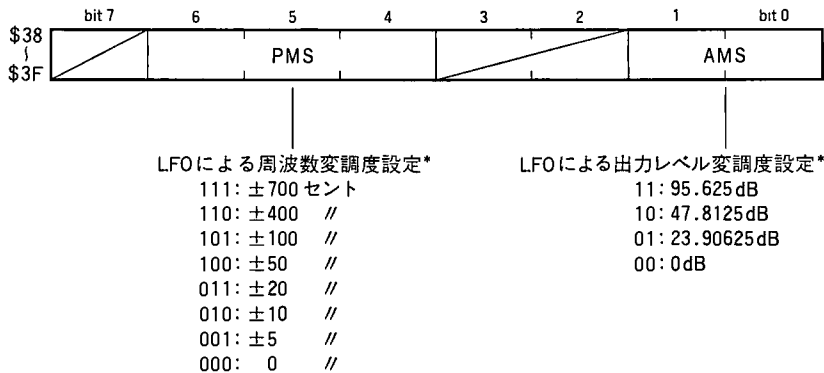 bit 7 6 5 4 3 2 1 bit 0
$38
〜
$3F
PMS AMS
LFOによる周波数変調度設定*
111: ±700 セント
110: ±400 〃
101: ±100 〃
100: ±50 〃
011: ±20 〃
010: ±10 〃
001: ±5 〃
000: 0 〃
LFOによる出力レベル変調度設定*
11: 95.625dB
10: 47.8125dB
01: 23.90625dB
00: 0dB